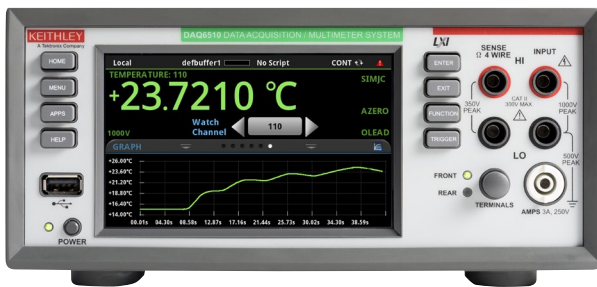 KEITHLEY
A Tektronix Company
DAQ6510 DATA ACQUISITION / MULTIMETER SYSTEM
HOME
MENU
APPS
HELP
POWER
Local defbuffer1 No Script CONT
TEMPERATURE: 110
+23.7210 °C
SIMJC
AZERO
OLEAD
1000V
Watch
Channel
110
GRAPH
+26.00°C
+23.60°C
+21.20°C
+18.80°C
+16.40°C
+14.00°C
00.01s 04.30s 08.58s 12.87s 17.16s 21.44s 25.73s 30.02s 34.30s 38.59s
LXI
ENTER
EXIT
FUNCTION
TRIGGER
SENSE
Ω 4 WIRE
INPUT
HI
CAT II
300V MAX
350V
PEAK
1000V
PEAK
LO
500V
PEAK
FRONT
REAR
TERMINALS
AMPS 3A, 250V